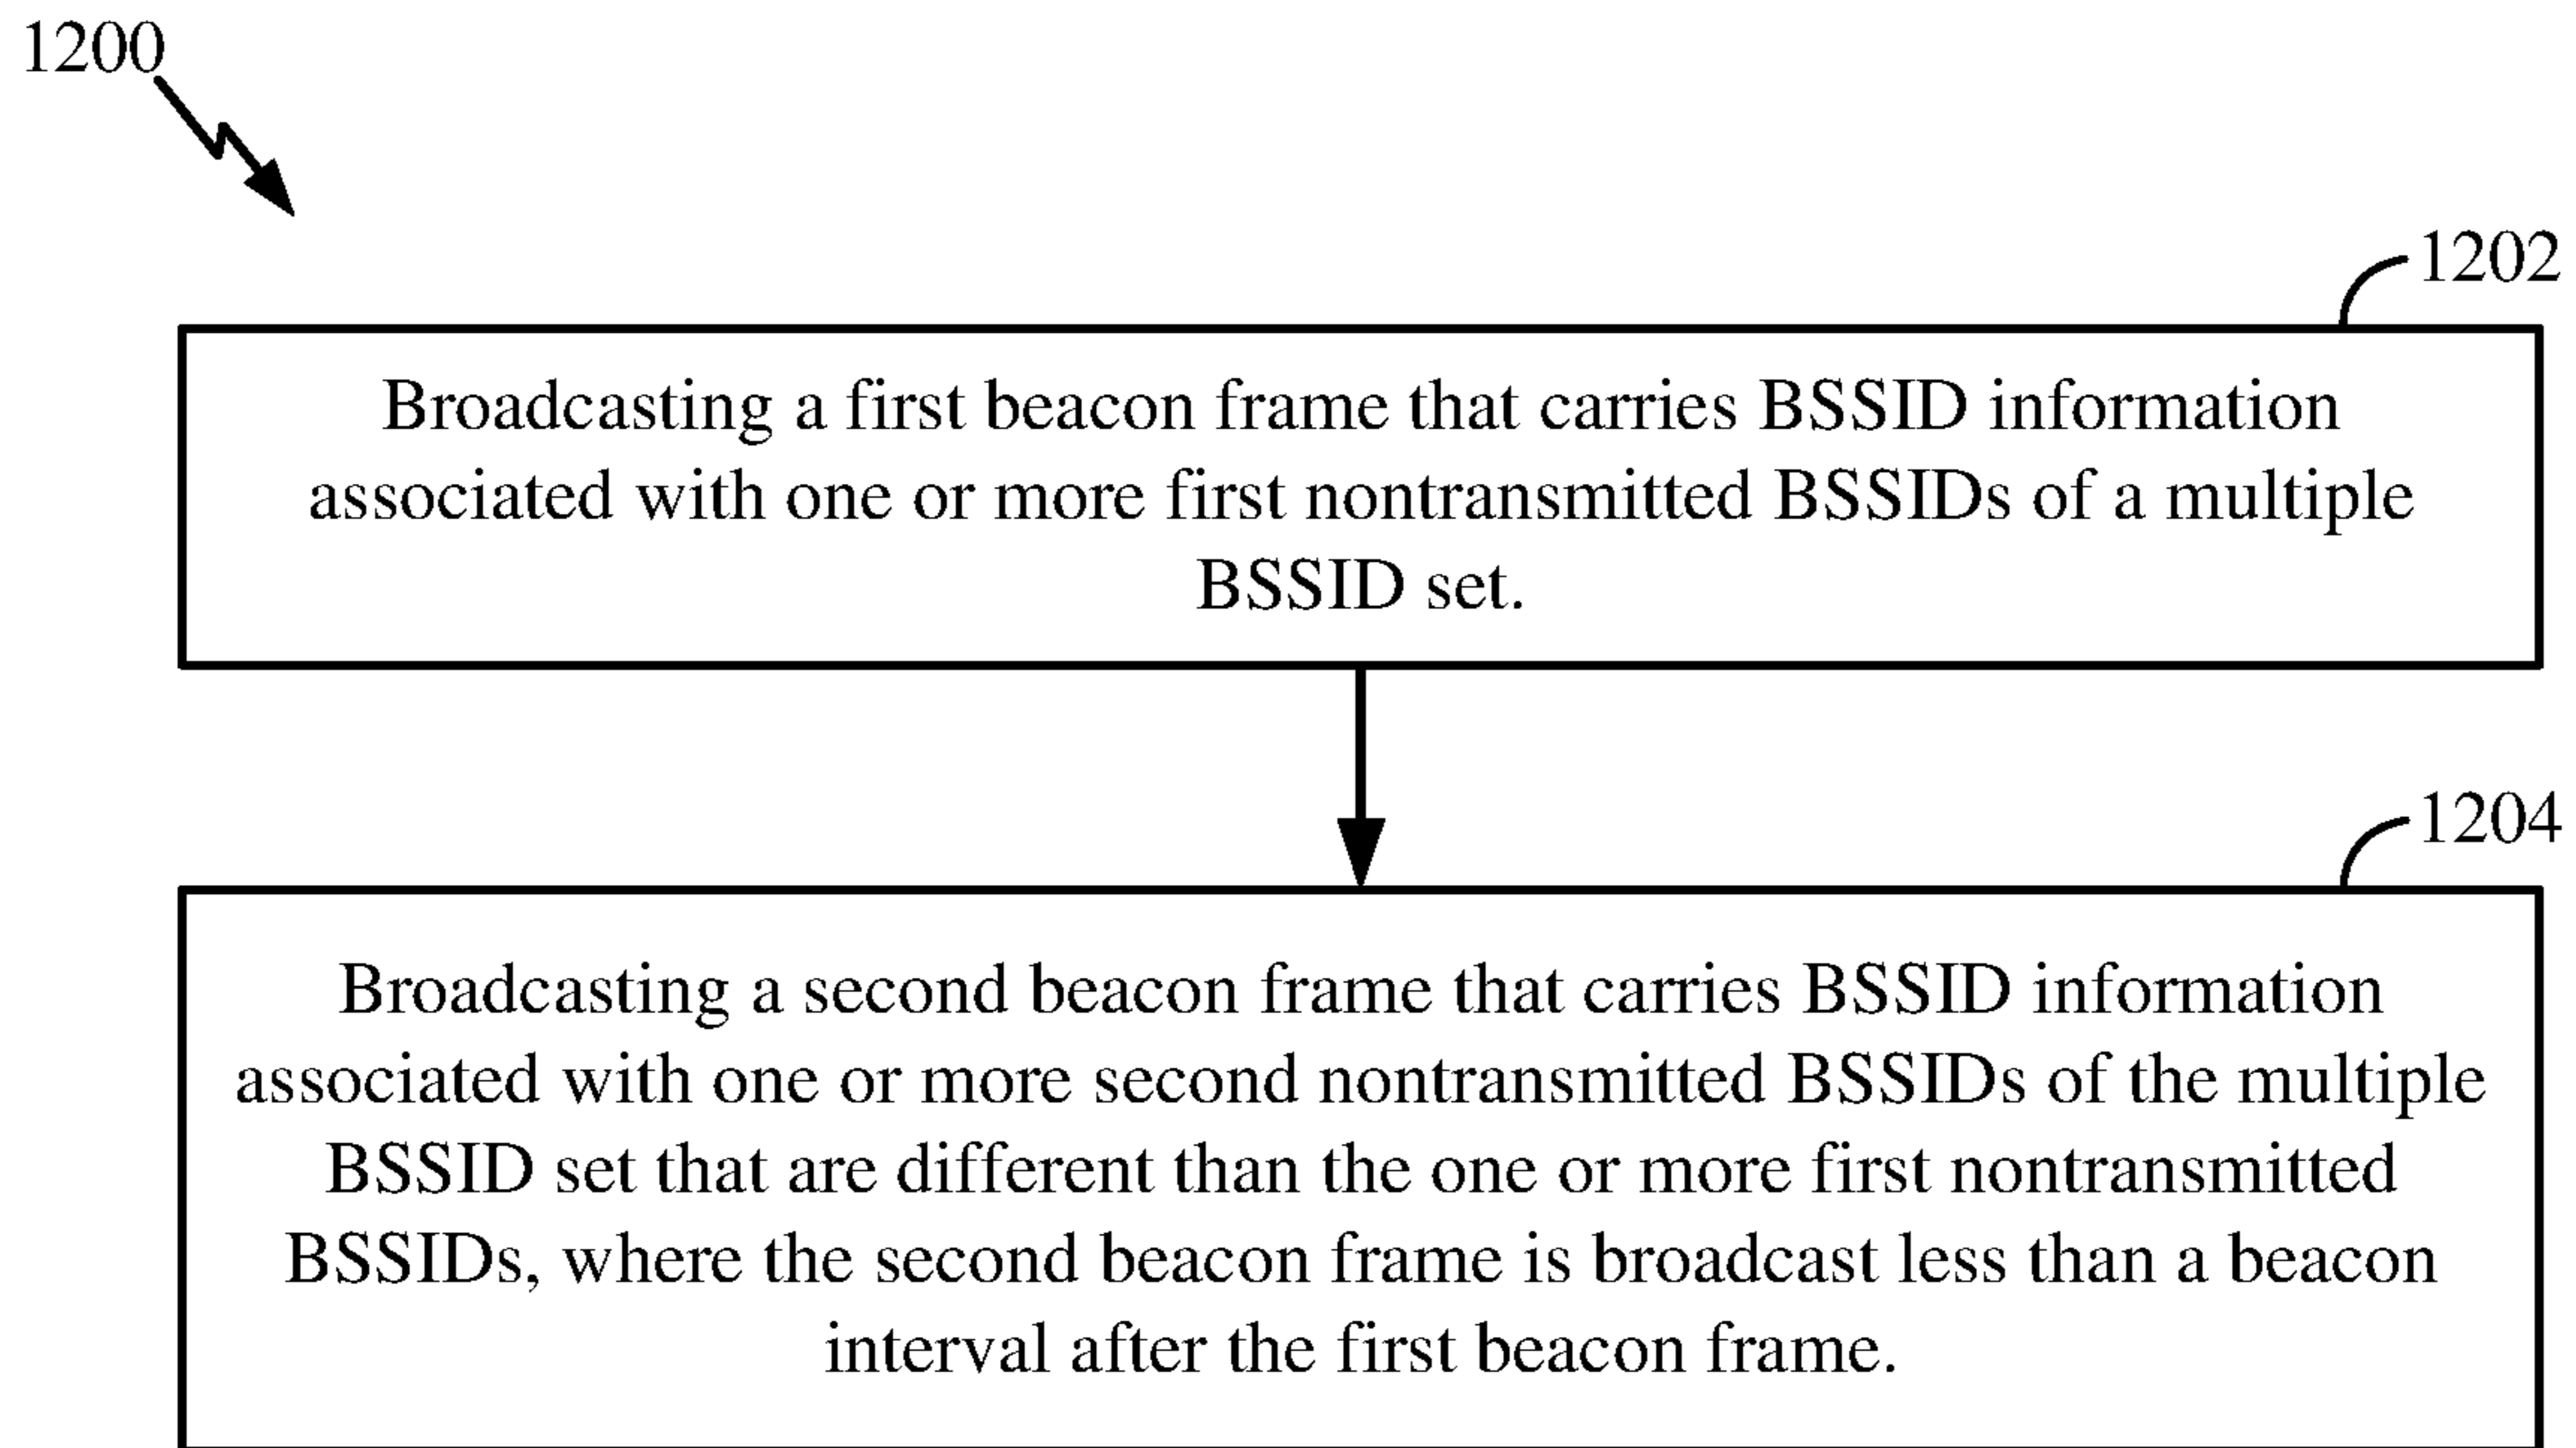 1200
1202
Broadcasting a first beacon frame that carries BSSID information
associated with one or more first nontransmitted BSSIDs of a multiple
BSSID set.
1204
Broadcasting a second beacon frame that carries BSSID information
associated with one or more second nontransmitted BSSIDs of the multiple
BSSID set that are different than the one or more first nontransmitted
BSSIDs, where the second beacon frame is broadcast less than a beacon
interval after the first beacon frame.